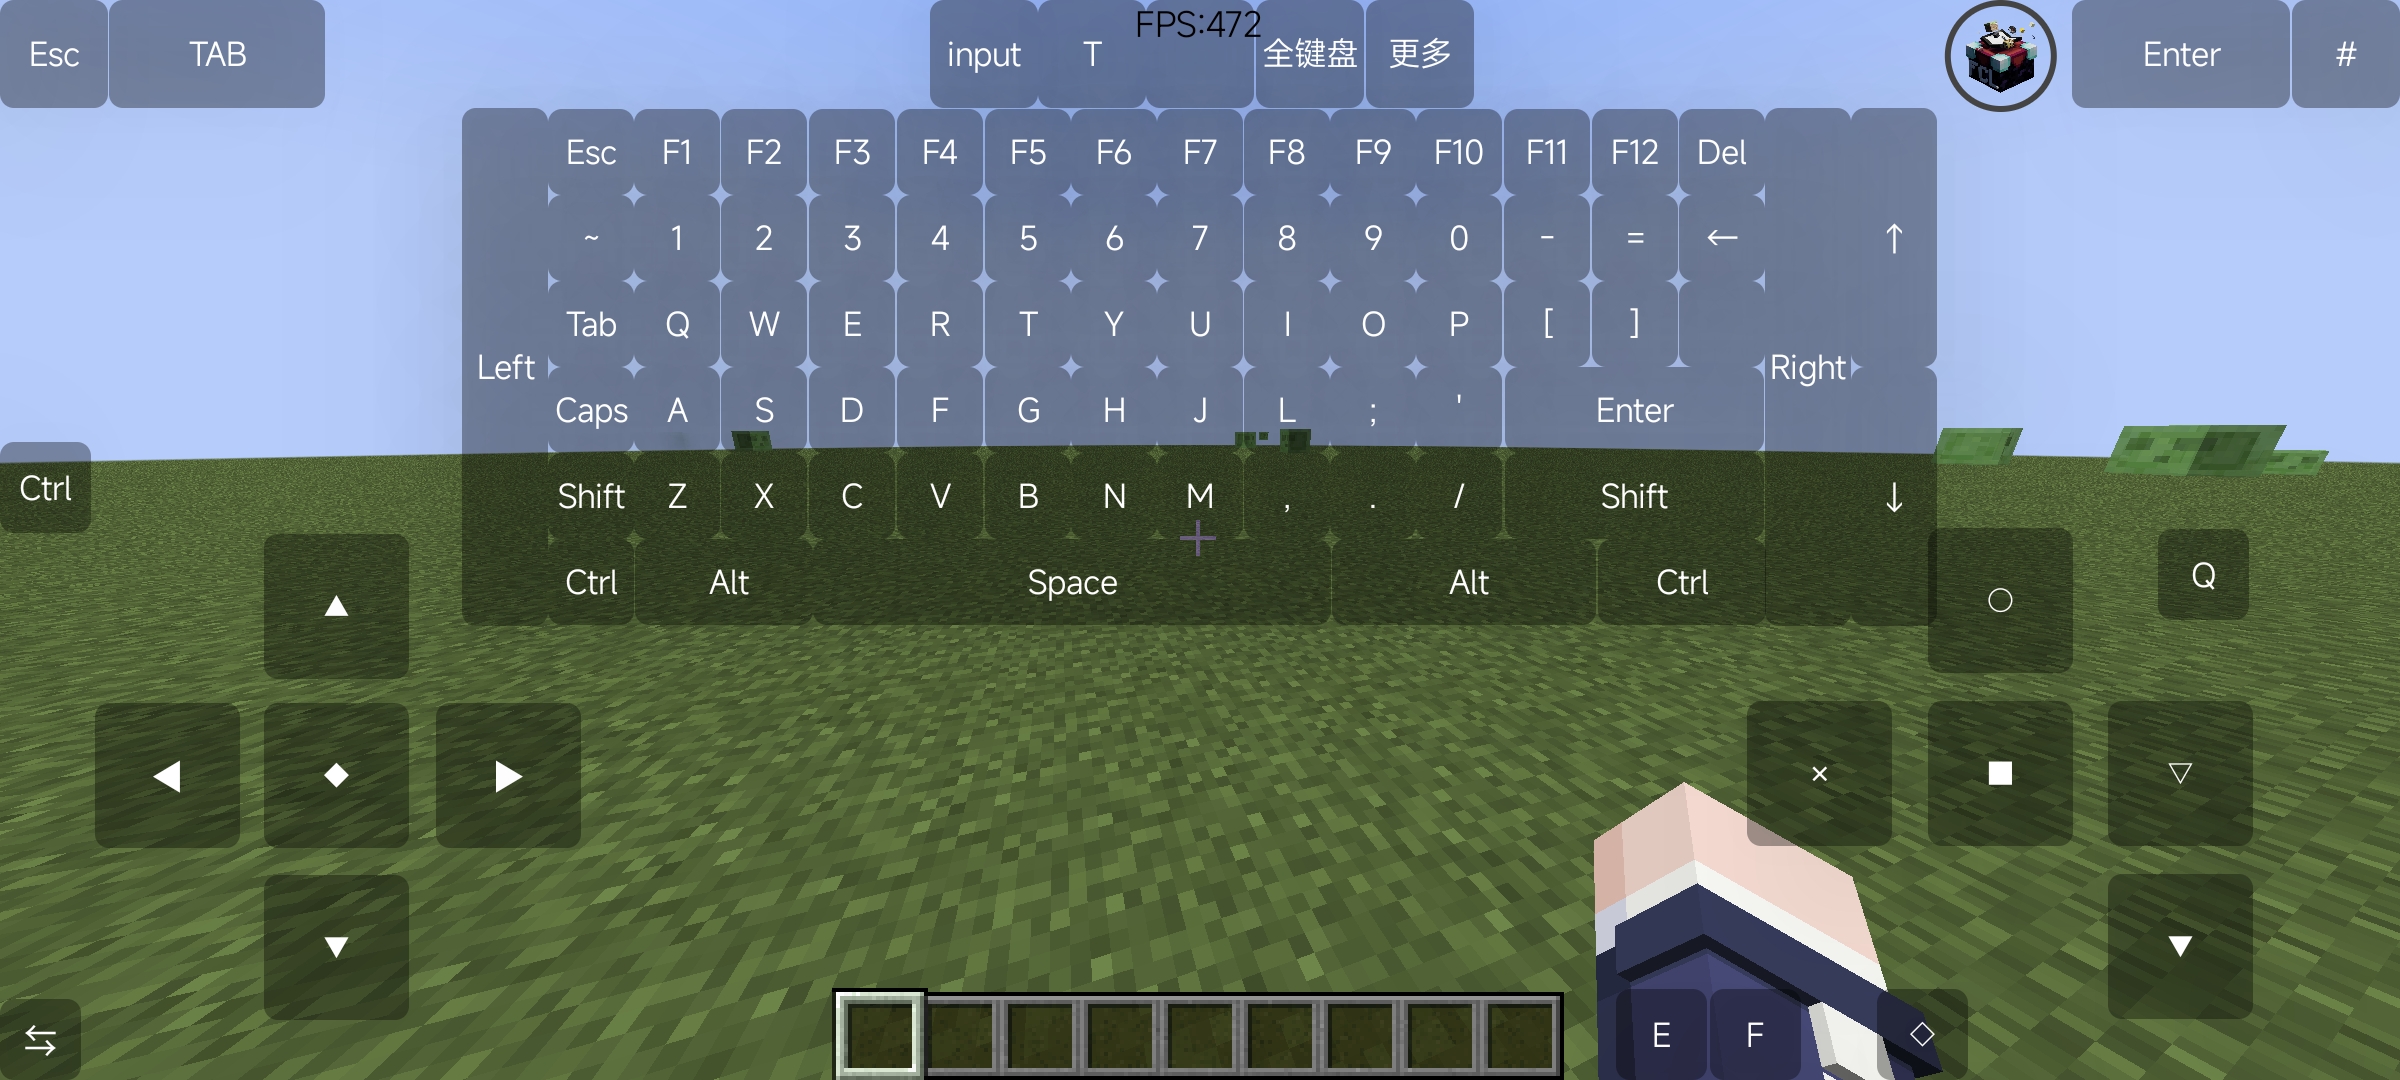 FPS:472
Esc TAB input T 全键盘 更多 FCL Enter #
Esc F1 F2 F3 F4 F5 F6 F7 F8 F9 F10 F11 F12 Del
~ 1 2 3 4 5 6 7 8 9 0 - = ← ↑
Tab Q W E R T Y U I O P [ ]
Left Right
Caps A S D F G H J L ; ' Enter
Ctrl Shift Z X C V B N M , . / Shift ↓
Ctrl Alt Space Alt Ctrl Q
▲ ○
◀ ◆ ▶ × ■ ▽
▼ ▼
⇆ E F ◇